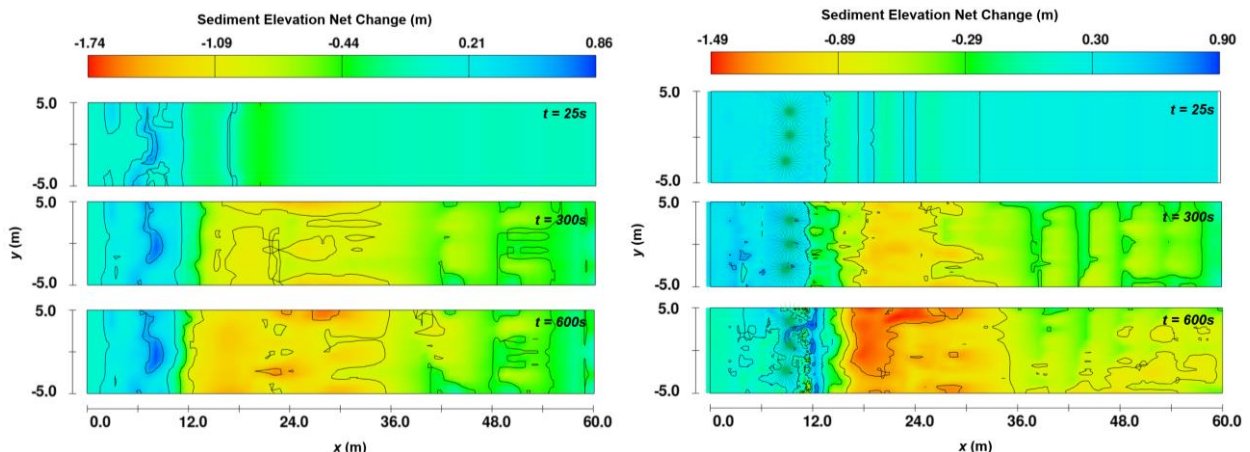 Sediment Elevation Net Change (m)
-1.74 -1.09 -0.44 0.21 0.86
5.0
t = 25s
-5.0
5.0
t = 300s
y (m)
-5.0
5.0
t = 600s
-5.0
0.0 12.0 24.0 36.0 48.0 60.0
x (m)
Sediment Elevation Net Change (m)
-1.49 -0.89 -0.29 0.30 0.90
5.0
t = 25s
-5.0
5.0
t = 300s
y (m)
-5.0
5.0
t = 600s
-5.0
0.0 12.0 24.0 36.0 48.0 60.0
x (m)